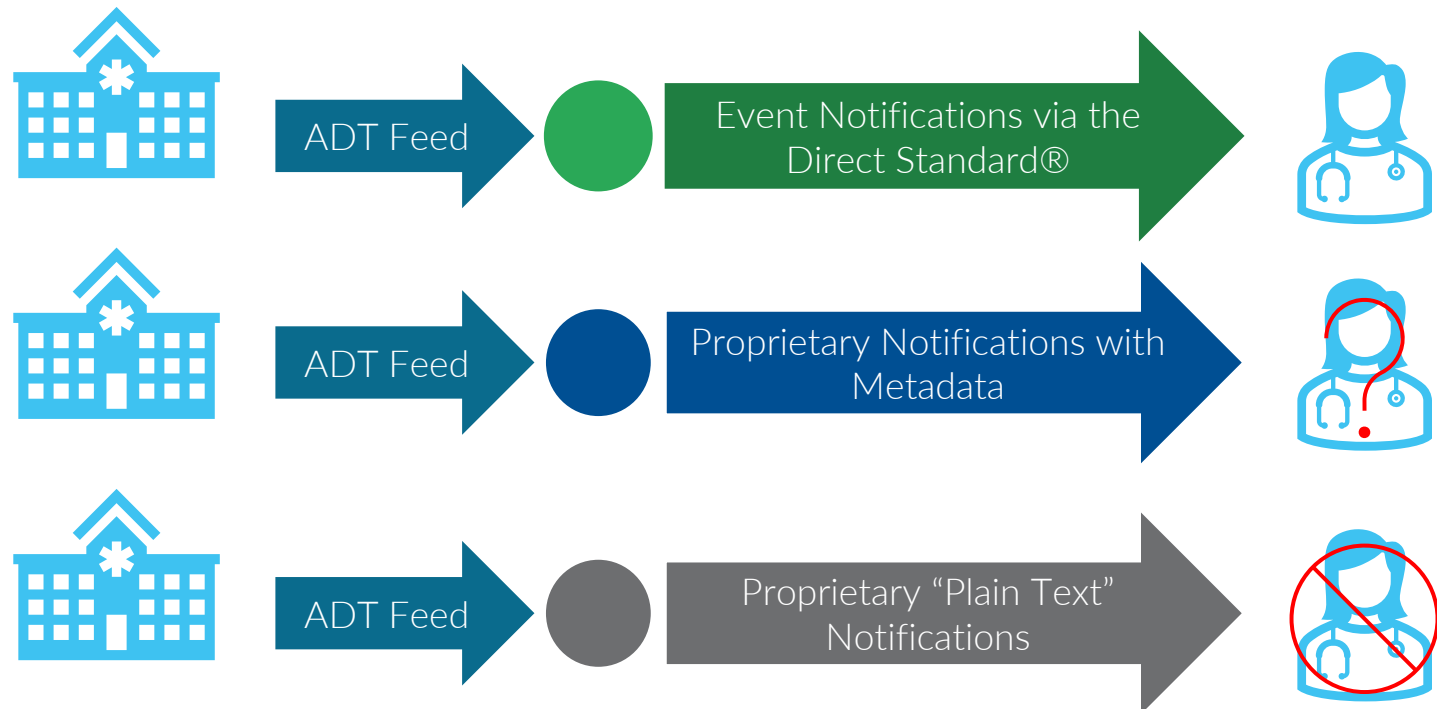 ADT Feed
Event Notifications via the
Direct Standard®
ADT Feed
Proprietary Notifications with
Metadata
ADT Feed
Proprietary “Plain Text”
Notifications